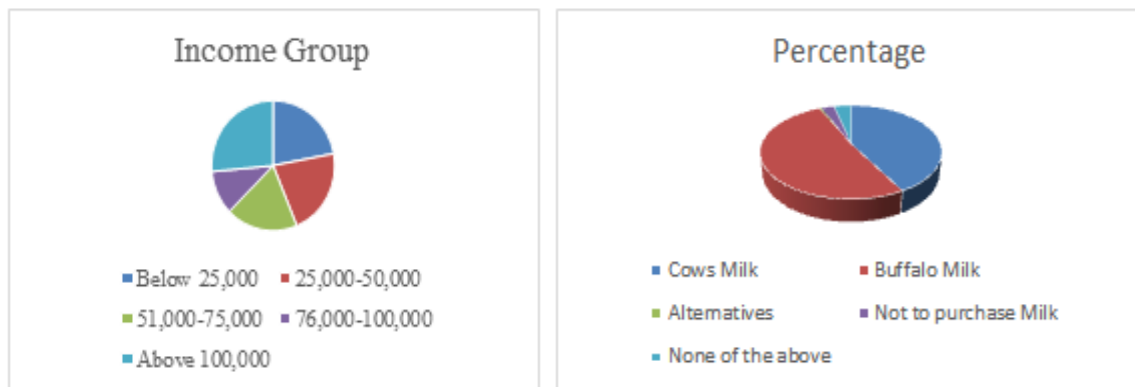 Income Group
Below 25,000 25,000-50,000
51,000-75,000 76,000-100,000
Above 100,000
Percentage
Cows Milk Buffalo Milk
Alternatives Not to purchase Milk
None of the above